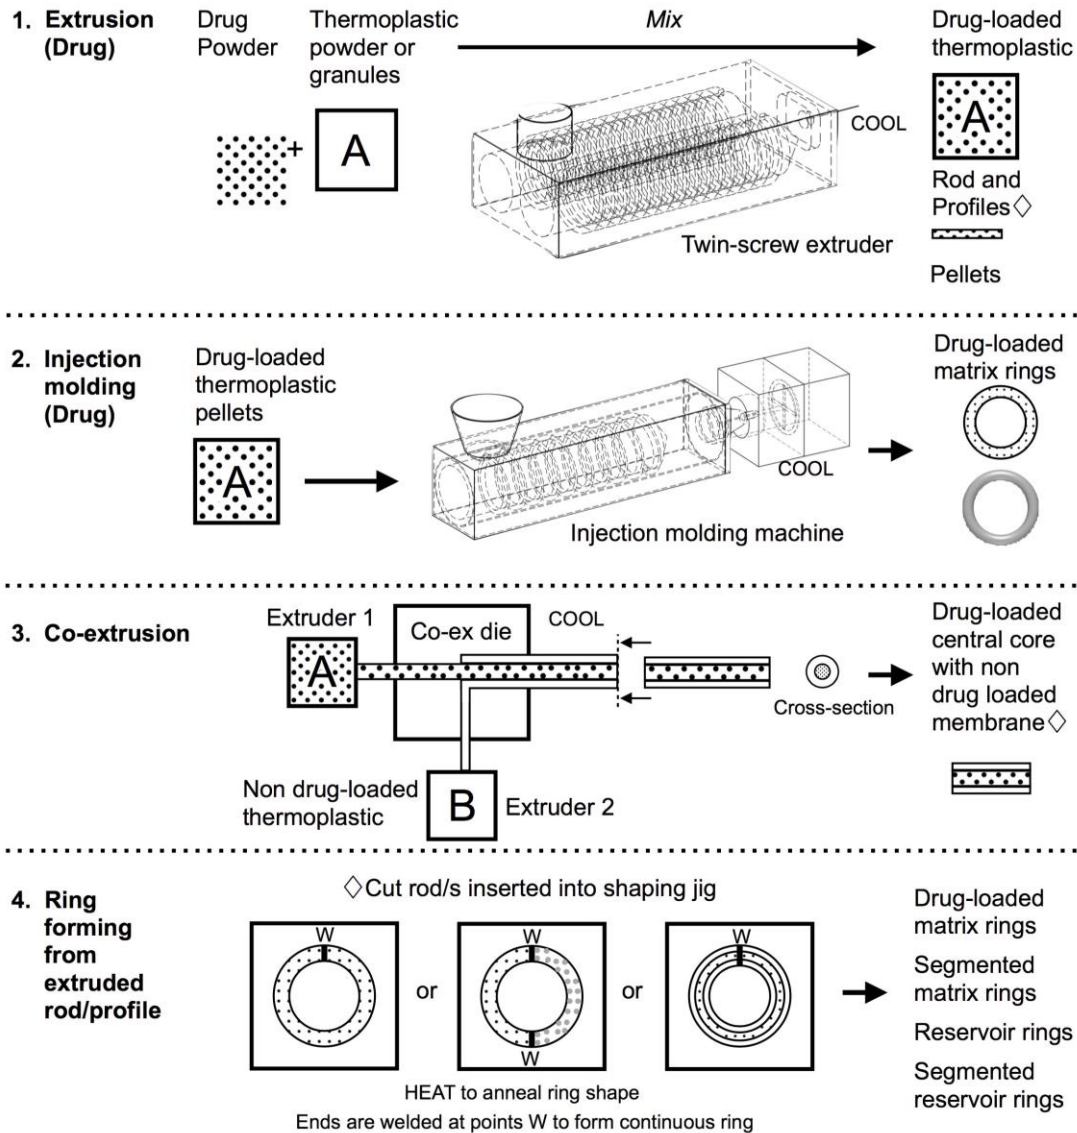 1. Extrusion (Drug)
Drug Powder
+
Thermoplastic powder or granules
A
Mix
COOL
Twin-screw extruder
Drug-loaded thermoplastic
A
Rod and Profiles◇
Pellets
2. Injection molding (Drug)
Drug-loaded thermoplastic pellets
A
COOL
Injection molding machine
Drug-loaded matrix rings
3. Co-extrusion
Extruder 1
A
Co-ex die
COOL
Cross-section
Non drug-loaded thermoplastic
B
Extruder 2
Drug-loaded central core with non drug loaded membrane◇
4. Ring forming from extruded rod/profile
◇Cut rod/s inserted into shaping jig
W
or
W
W
or
W
HEAT to anneal ring shape
Ends are welded at points W to form continuous ring
Drug-loaded matrix rings
Segmented matrix rings
Reservoir rings
Segmented reservoir rings